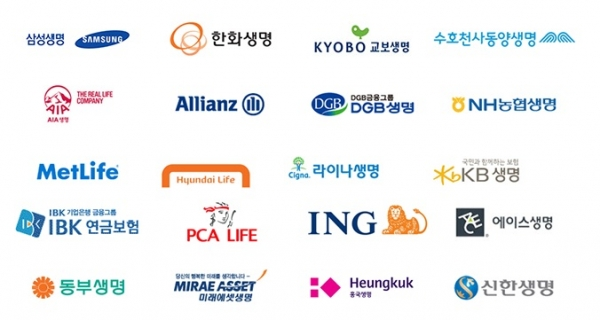 삼성생명 SAMSUNG
한화생명
KYOBO 교보생명
수호천사동양생명
AIA
AIA생명
THE REAL LIFE
COMPANY
Allianz
DGB
DGB금융그룹
DGB생명
NH농협생명
MetLife
Hyundai Life
Cigna. 라이나생명
국민과 함께하는 보험
Kb KB 생명
IBK
IBK 기업은행 금융그룹
IBK 연금보험
PCA LIFE
ING
ACE
에이스생명
동부생명
당신의 행복한 미래를 생각합니다
MIRAE ASSET
미래에셋생명
Heungkuk
흥국생명
신한생명